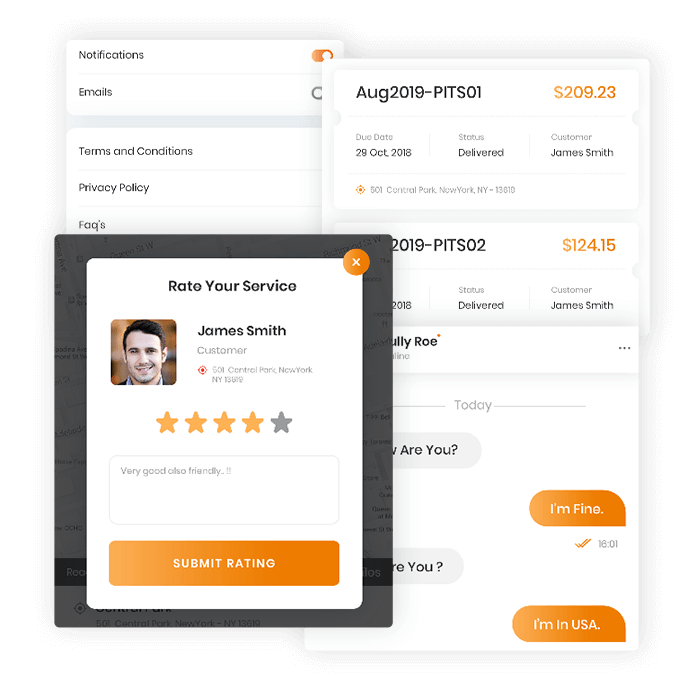 Notifications
Emails
Terms and Conditions
Privacy Policy
Faq's
Aug2019-PITS01
$209.23
Due Date
Status
Customer
29 Oct, 2018
Delivered
James Smith
501 Central Park, NewYork, NY - 13619
2019-PITS02
$124.15
Status
Customer
2018
Delivered
James Smith
ully Roe
Today
Are You?
I'm Fine.
16:01
re You ?
I'm In USA.
Rate Your Service
James Smith
Customer
501 Central Park, NewYork
NY 13619
Very good also friendly.. !!
SUBMIT RATING
Central Park
501 Central Park, NewYork - NY 13619